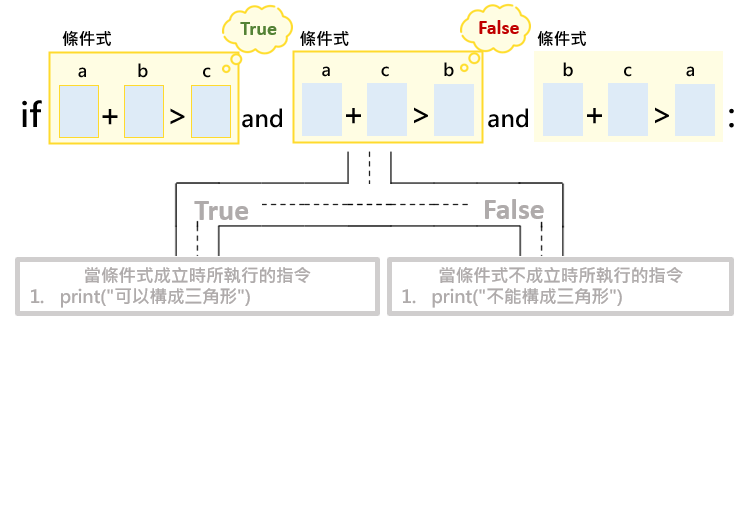 True
False
條件式
條件式
條件式
a b c
a c b
b c a
if + > and + > and + > :
True False
當條件式成立時所執行的指令
1. print("可以構成三角形")
當條件式不成立時所執行的指令
1. print("不能構成三角形")